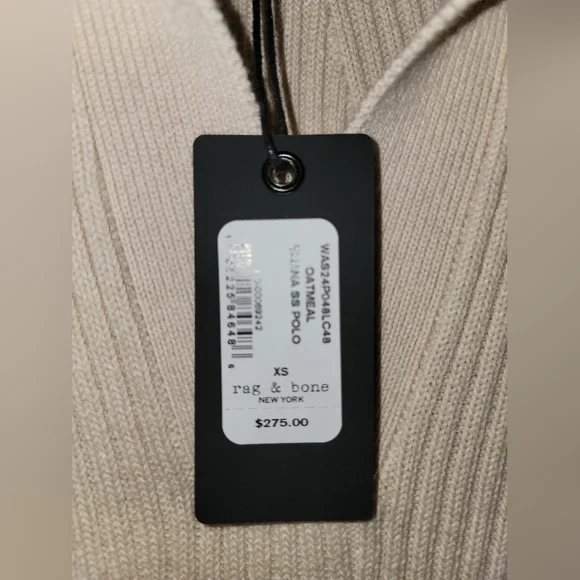 WAS24P048LC48
OATMEAL
SS POLO
XS
rag & bone
NEW YORK
$275.00